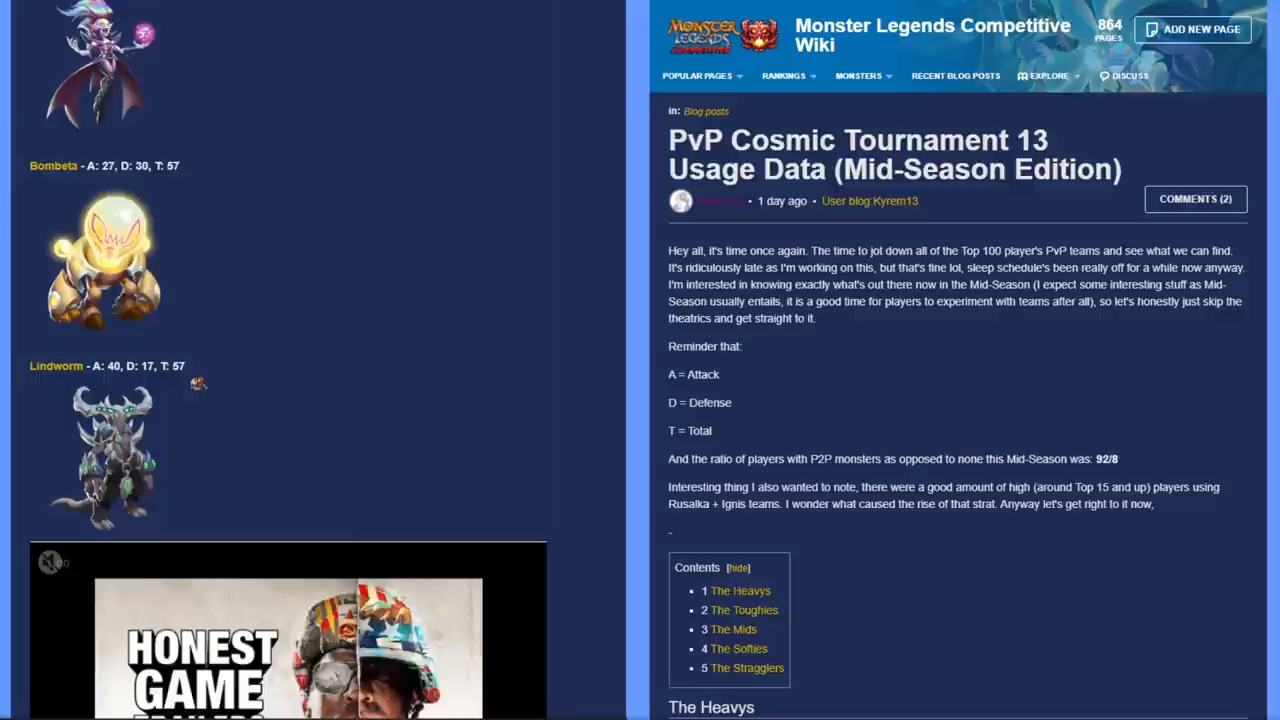 Bombeta - A: 27, D: 30, T: 57
Lindworm - A: 40, D: 17, T: 57
HONEST
GAME
TRAILERS
MONSTER
LEGENDS
COMPETITIVE
Monster Legends Competitive
Wiki
864
PAGES
ADD NEW PAGE
POPULAR PAGES
RANKINGS
MONSTERS
RECENT BLOG POSTS
EXPLORE
DISCUSS
in: Blog posts
PvP Cosmic Tournament 13
Usage Data (Mid-Season Edition)
• 1 day ago • User blog:Kyrem13
COMMENTS (2)
Hey all, it's time once again. The time to jot down all of the Top 100 player's PvP teams and see what we can find.
It's ridiculously late as I'm working on this, but that's fine lol, sleep schedule's been really off for a while now anyway.
I'm interested in knowing exactly what's out there now in the Mid-Season (I expect some interesting stuff as Mid-
Season usually entails, it is a good time for players to experiment with teams after all), so let's honestly just skip the
theatrics and get straight to it.
Reminder that:
A = Attack
D = Defense
T = Total
And the ratio of players with P2P monsters as opposed to none this Mid-Season was: 92/8
Interesting thing I also wanted to note, there were a good amount of high (around Top 15 and up) players using
Rusalka + Ignis teams. I wonder what caused the rise of that strat. Anyway let's get right to it now,
-
Contents [hide]
1 The Heavys
2 The Toughies
3 The Mids
4 The Softies
5 The Stragglers
The Heavys